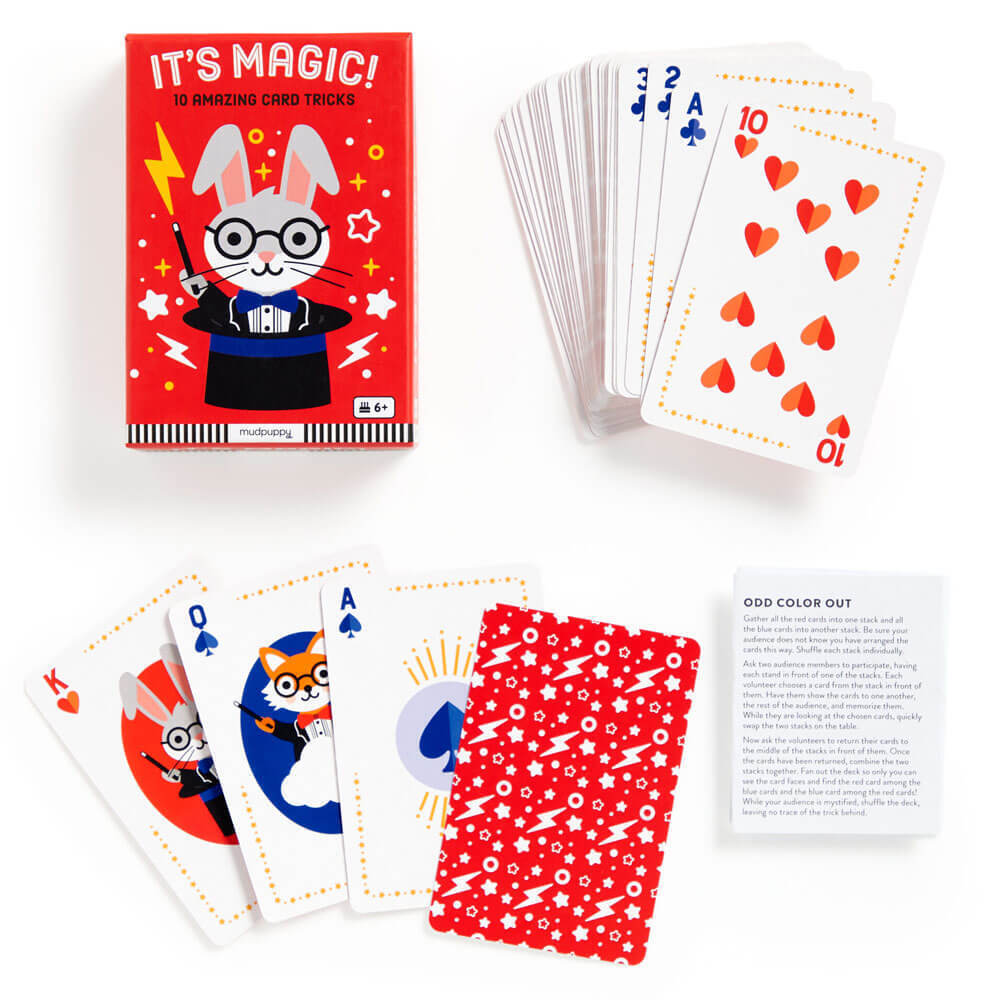 IT'S MAGIC!
10 AMAZING CARD TRICKS
6+
mudpuppy
3
2
A
10
10
K
Q
A
ODD COLOR OUT
Gather all the red cards into one stack and all
the blue cards into another stack. Be sure your
audience does not know you have arranged the
cards this way. Shuffle each stack individually.
Ask two audience members to participate, having
each stand in front of one of the stacks. Each
volunteer chooses a card from the stack in front of
them. Have them show the cards to one another,
the rest of the audience, and memorize them.
While they are looking at the chosen cards, quickly
swap the two stacks on the table.
Now ask the volunteers to return their cards to
the middle of the stacks in front of them. Once
the cards have been returned, combine the two
stacks together. Fan out the deck so only you can
see the card faces and find the red card among the
blue cards and the blue card among the red cards!
While your audience is mystified, shuffle the deck,
leaving no trace of the trick behind.